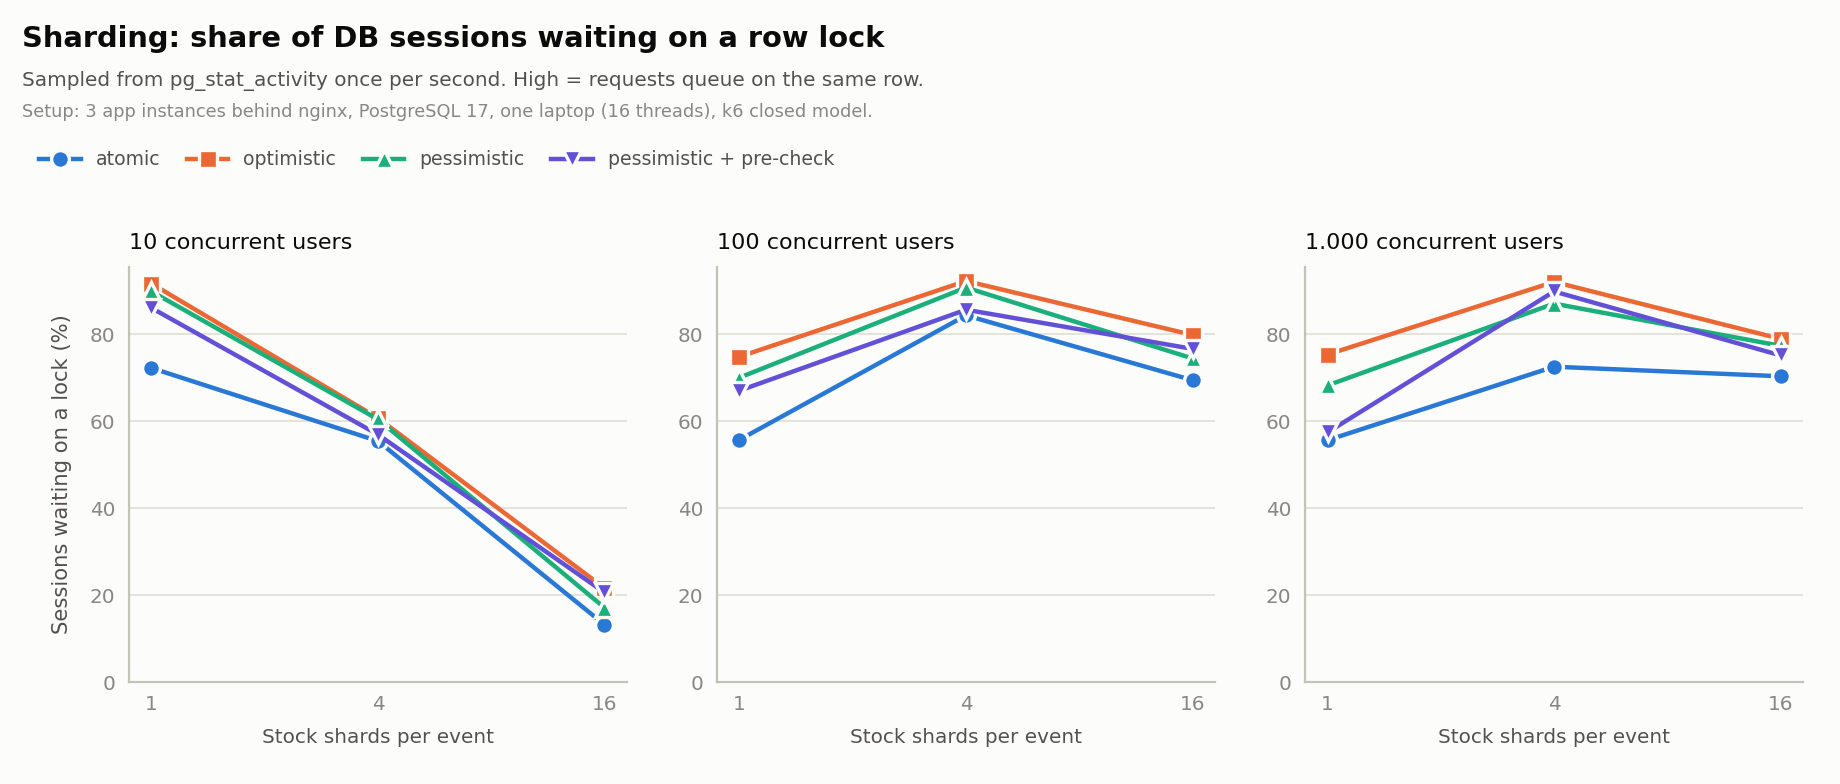 Sharding: share of DB sessions waiting on a row lock
Sampled from pg_stat_activity once per second. High = requests queue on the same row.
Setup: 3 app instances behind nginx, PostgreSQL 17, one laptop (16 threads), k6 closed model.
atomic optimistic pessimistic pessimistic + pre-check
10 concurrent users
Sessions waiting on a lock (%)
80
60
40
20
0
1 4 16
Stock shards per event
100 concurrent users
80
60
40
20
0
1 4 16
Stock shards per event
1.000 concurrent users
80
60
40
20
0
1 4 16
Stock shards per event